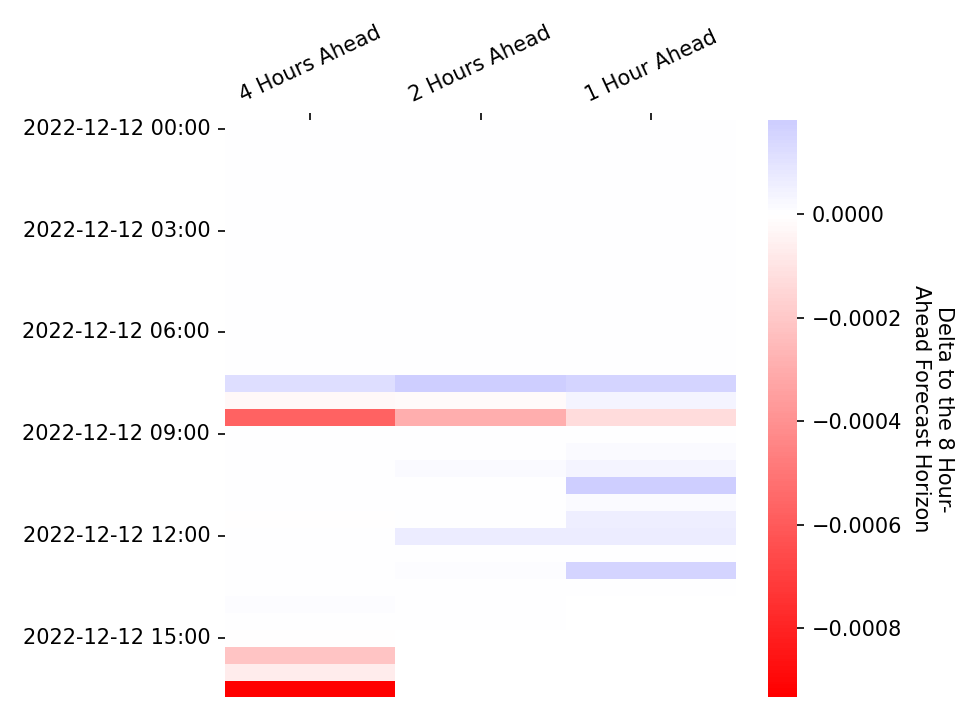 4 Hours Ahead
2 Hours Ahead
1 Hour Ahead
2022-12-12 00:00
2022-12-12 03:00
2022-12-12 06:00
2022-12-12 09:00
2022-12-12 12:00
2022-12-12 15:00
0.0000
−0.0002
−0.0004
−0.0006
−0.0008
Delta to the 8 Hour-
Ahead Forecast Horizon